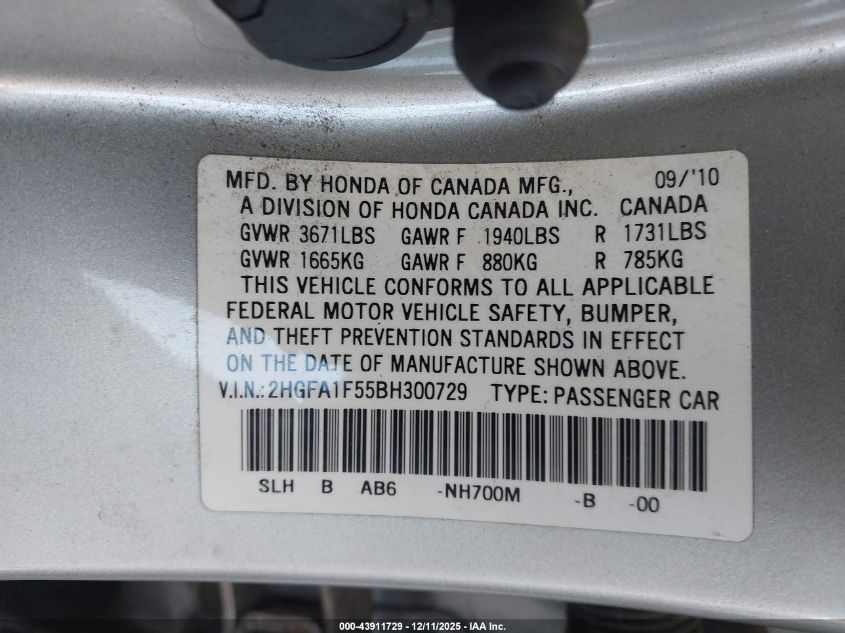 MFD. BY HONDA OF CANADA MFG., 09/'10
A DIVISION OF HONDA CANADA INC. CANADA
GVWR 3671LBS GAWR F 1940LBS R 1731LBS
GVWR 1665KG GAWR F 880KG R 785KG
THIS VEHICLE CONFORMS TO ALL APPLICABLE
FEDERAL MOTOR VEHICLE SAFETY, BUMPER,
AND THEFT PREVENTION STANDARDS IN EFFECT
ON THE DATE OF MANUFACTURE SHOWN ABOVE.
V.I.N.: 2HGFA1F55BH300729 TYPE: PASSENGER CAR
SLH B AB6 -NH700M -B -00
000-43911729 - 12/11/2025 - IAA Inc.